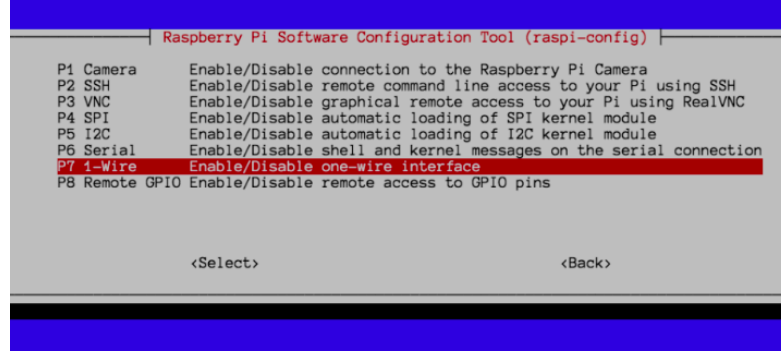 Raspberry Pi Software Configuration Tool (raspi-config)
P1 Camera Enable/Disable connection to the Raspberry Pi Camera
P2 SSH Enable/Disable remote command line access to your Pi using SSH
P3 VNC Enable/Disable graphical remote access to your Pi using RealVNC
P4 SPI Enable/Disable automatic loading of SPI kernel module
P5 I2C Enable/Disable automatic loading of I2C kernel module
P6 Serial Enable/Disable shell and kernel messages on the serial connection
P7 1-Wire Enable/Disable one-wire interface
P8 Remote GPIO Enable/Disable remote access to GPIO pins
<Select> <Back>